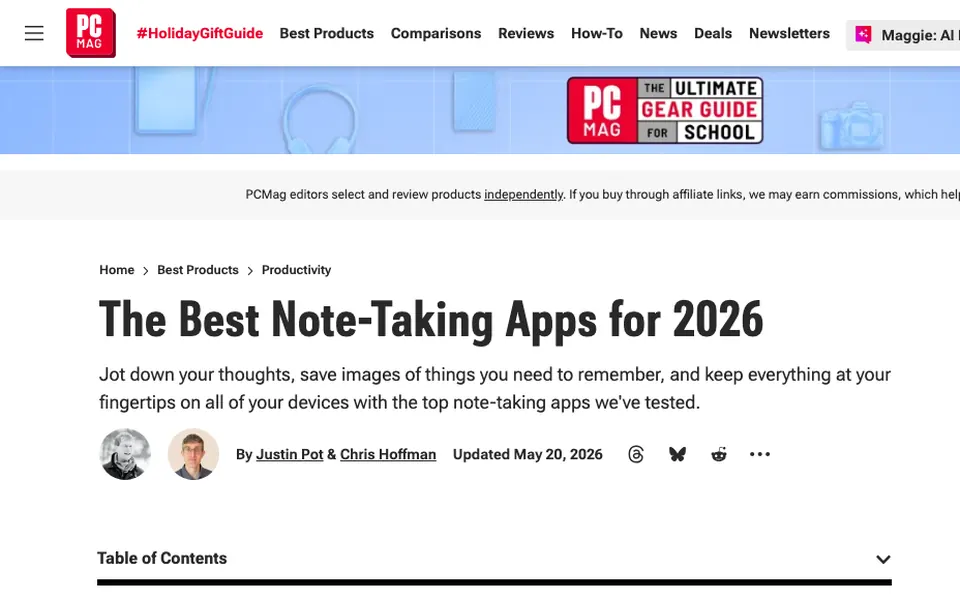 PC MAG
#HolidayGiftGuide Best Products Comparisons Reviews How-To News Deals Newsletters Maggie: AI
PC MAG THE ULTIMATE GEAR GUIDE FOR SCHOOL
PCMag editors select and review products independently. If you buy through affiliate links, we may earn commissions, which
Home > Best Products > Productivity
The Best Note-Taking Apps for 2026
Jot down your thoughts, save images of things you need to remember, and keep everything at your
fingertips on all of your devices with the top note-taking apps we've tested.
By Justin Pot & Chris Hoffman Updated May 20, 2026
Table of Contents